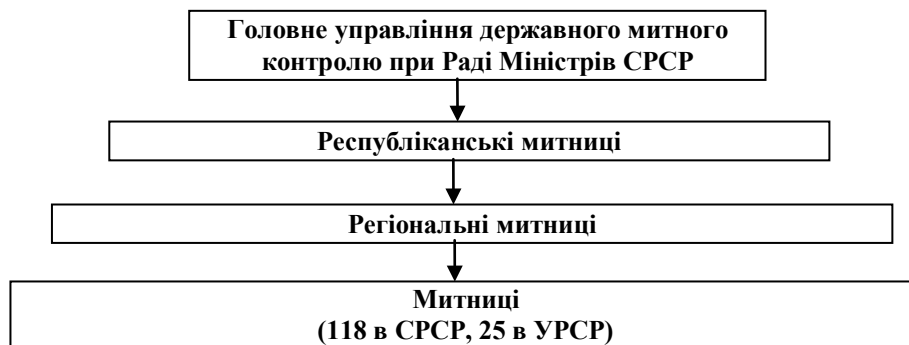 Головне управління державного митного
контролю при Раді Міністрів СРСР
Республіканські митниці
Регіональні митниці
Митниці
(118 в СРСР, 25 в УРСР)